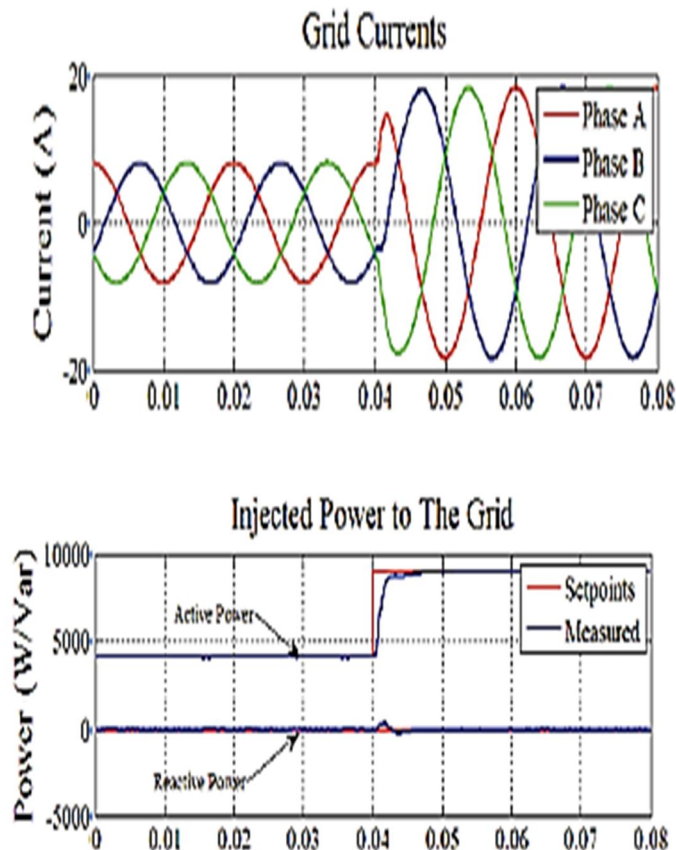 Grid Currents
Current (A)
20
0
-20
Phase A
Phase B
Phase C
0 0.01 0.02 0.03 0.04 0.05 0.06 0.07 0.08
Injected Power to The Grid
Power (W/Var)
10000
5000
0
-5000
Active Power
Reactive Power
Setpoints
Measured
0 0.01 0.02 0.03 0.04 0.05 0.06 0.07 0.08